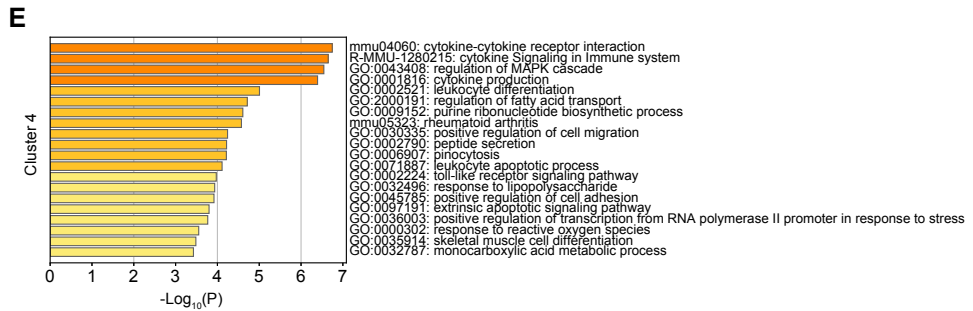 E
mmu04060: cytokine-cytokine receptor interaction
R-MMU-1280215: cytokine Signaling in Immune system
GO:0043408: regulation of MAPK cascade
GO:0001816: cytokine production
GO:0002521: leukocyte differentiation
GO:2000191: regulation of fatty acid transport
GO:0009152: purine ribonucleotide biosynthetic process
mmu05323: rheumatoid arthritis
GO:0030335: positive regulation of cell migration
GO:0002790: peptide secretion
GO:0006907: pinocytosis
GO:0071887: leukocyte apoptotic process
GO:0002224: toll-like receptor signaling pathway
GO:0032496: response to lipopolysaccharide
GO:0045785: positive regulation of cell adhesion
GO:0097191: extrinsic apoptotic signaling pathway
GO:0036003: positive regulation of transcription from RNA polymerase II promoter in response to stress
GO:0000302: response to reactive oxygen species
GO:0035914: skeletal muscle cell differentiation
GO:0032787: monocarboxylic acid metabolic process
Cluster 4
0 1 2 3 4 5 6 7
-Log10(P)